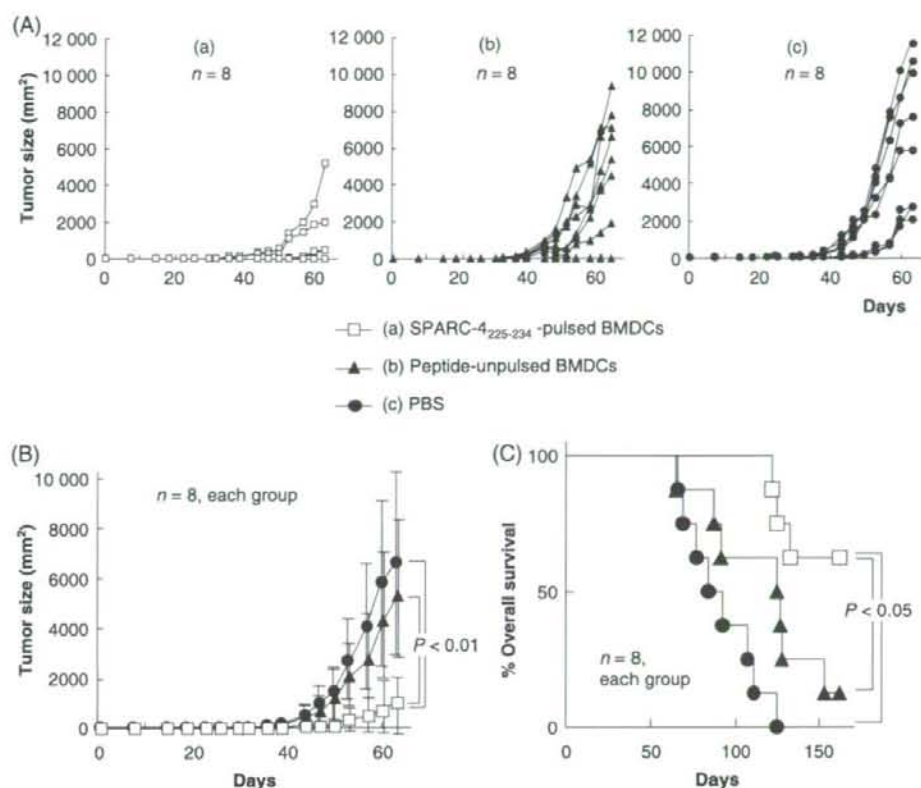 (A)
12 000
10 000
8000
6000
4000
2000
0
Tumor size (mm²)
(a)
n = 8
0 20 40 60
12 000
10 000
8000
6000
4000
2000
0
(b)
n = 8
0 20 40 60
12 000
10 000
8000
6000
4000
2000
0
(c)
n = 8
0 20 40 60
Days
(a) SPARC-4₂₂₅₋₂₃₄ -pulsed BMDCs
(b) Peptide-unpulsed BMDCs
(c) PBS
(B)
10 000
8000
6000
4000
2000
0
Tumor size (mm²)
n = 8, each group
P < 0.01
0 20 40 60
Days
(C)
100
50
0
% Overall survival
n = 8,
each group
P < 0.05
0 50 100 150
Days